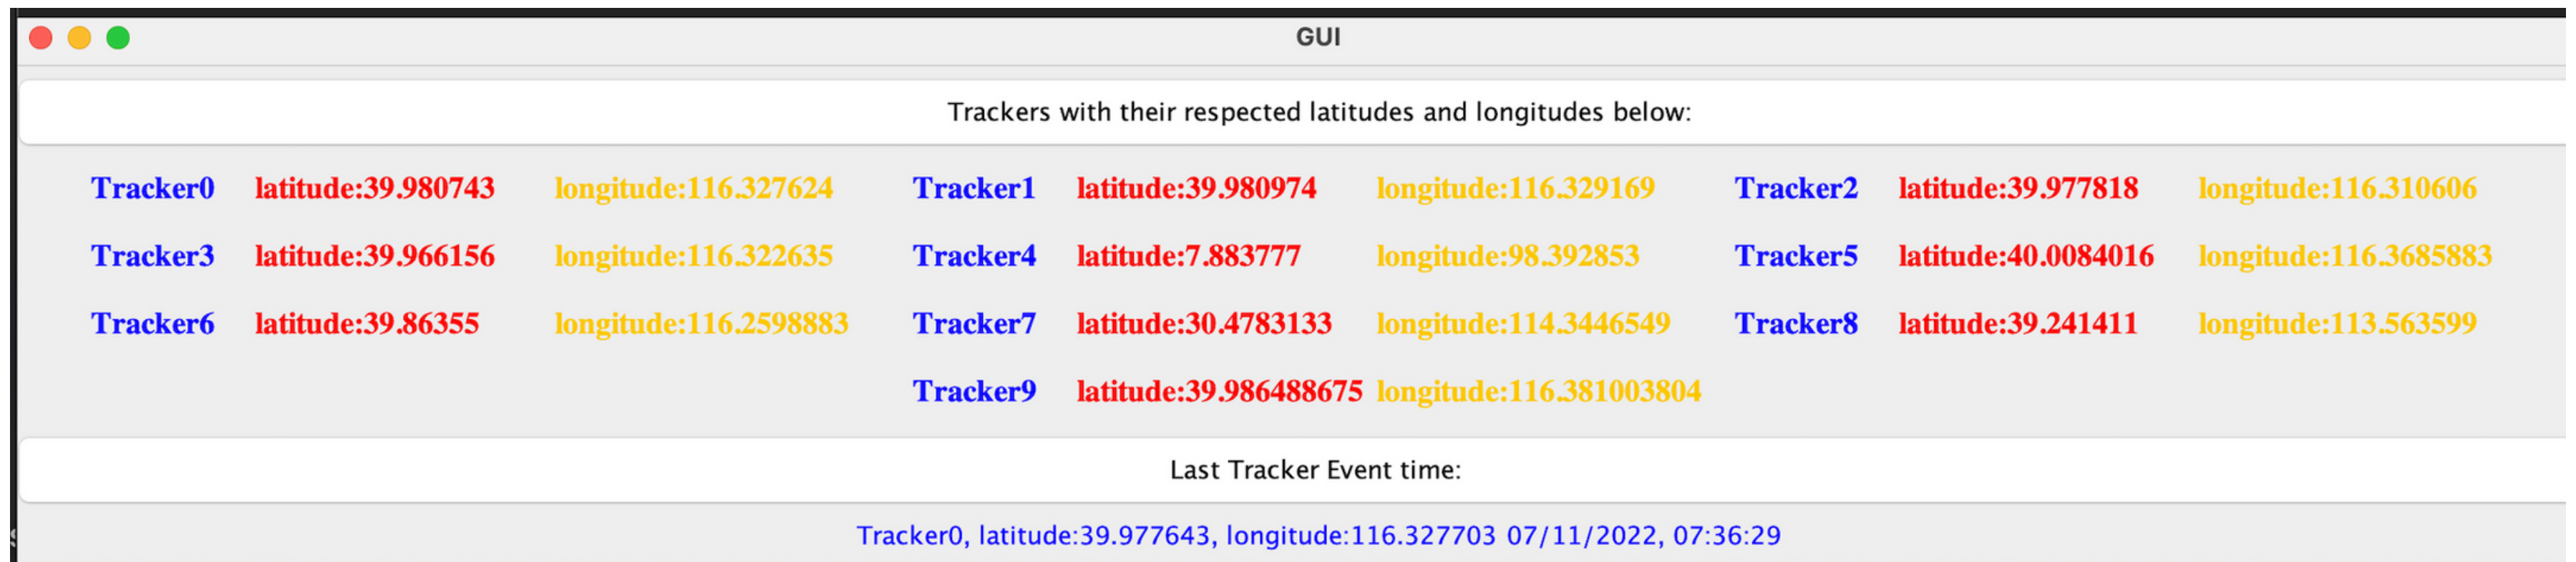 GUI
Trackers with their respected latitudes and longitudes below:
Tracker0 latitude:39.980743 longitude:116.327624 Tracker1 latitude:39.980974 longitude:116.329169 Tracker2 latitude:39.977818 longitude:116.310606
Tracker3 latitude:39.966156 longitude:116.322635 Tracker4 latitude:7.883777 longitude:98.392853 Tracker5 latitude:40.0084016 longitude:116.3685883
Tracker6 latitude:39.86355 longitude:116.2598883 Tracker7 latitude:30.4783133 longitude:114.3446549 Tracker8 latitude:39.241411 longitude:113.563599
Tracker9 latitude:39.986488675 longitude:116.381003804
Last Tracker Event time:
Tracker0, latitude:39.977643, longitude:116.327703 07/11/2022, 07:36:29